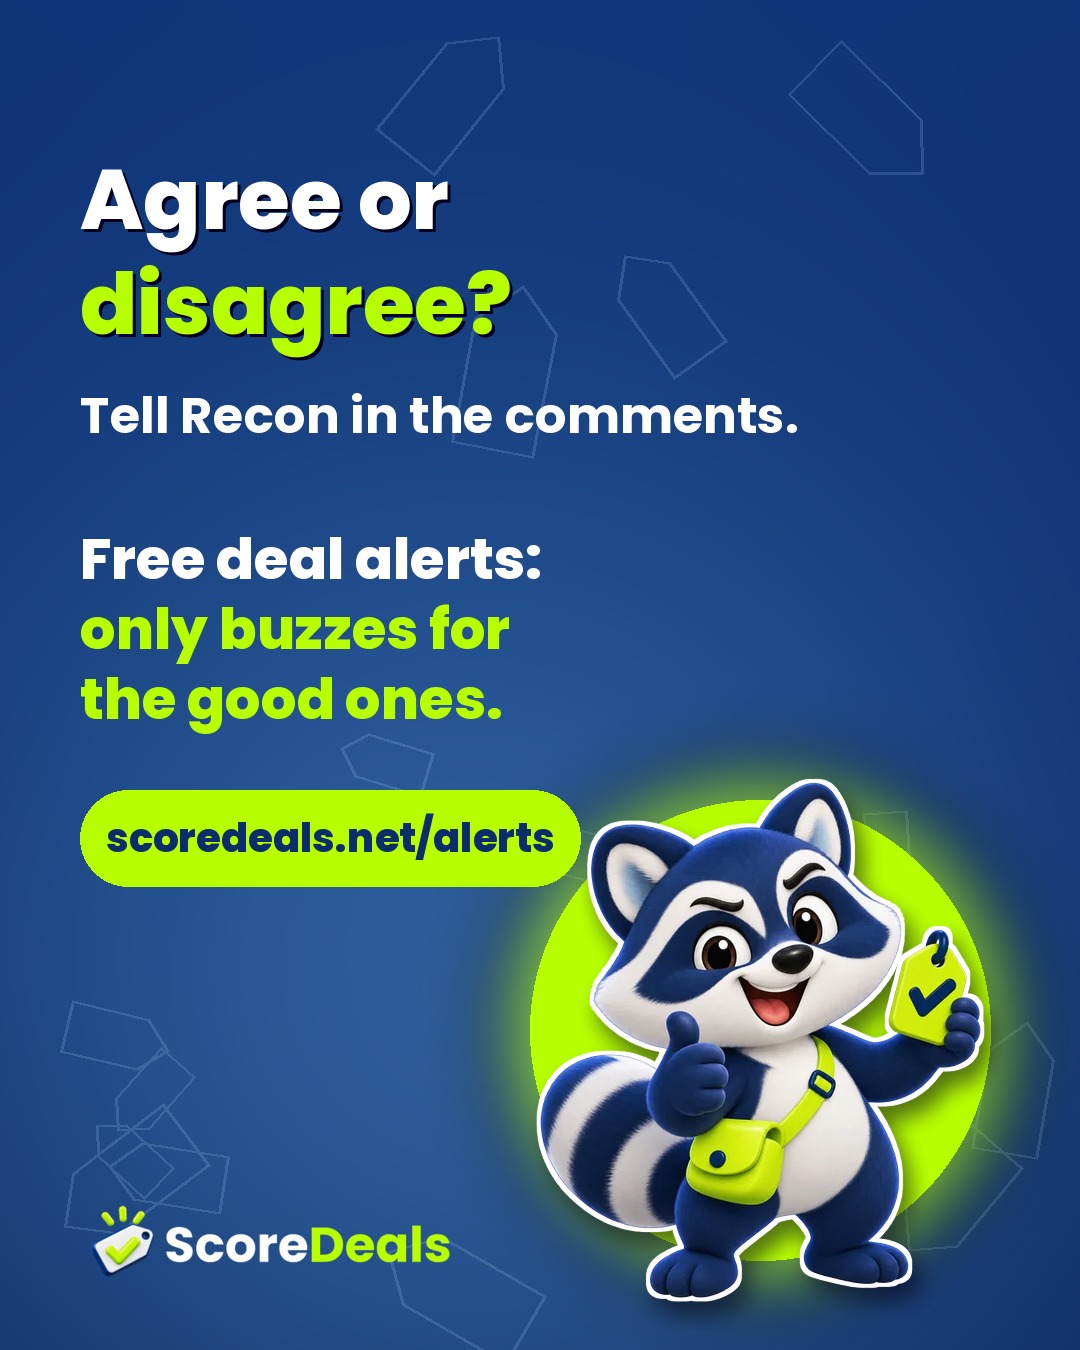 Agree or
disagree?
Tell Recon in the comments.
Free deal alerts:
only buzzes for
the good ones.
scoredeals.net/alerts
ScoreDeals